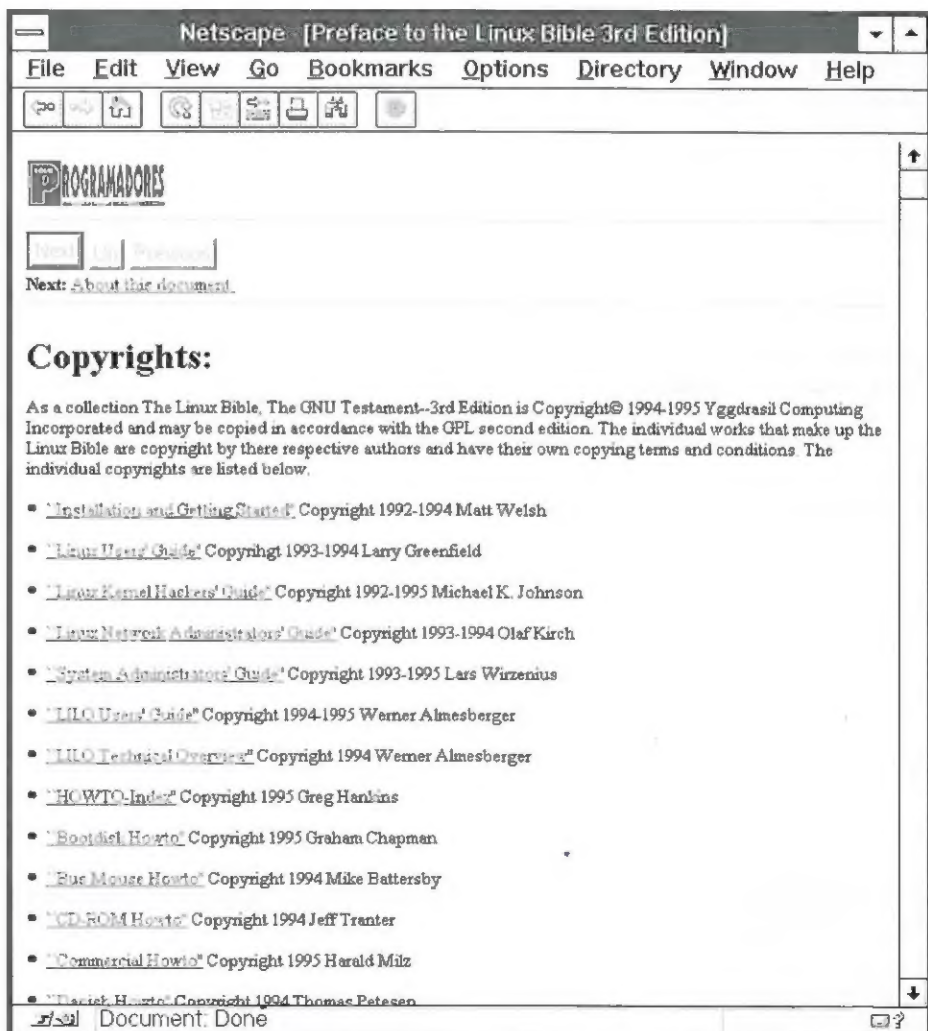 Netscape [Preface to the Linux Bible 3rd Edition]
File Edit View Go Bookmarks Options Directory Window Help
PROGRAMADORES
Next Up Previous
Next: About this document
Copyrights:
As a collection The Linux Bible, The GNU Testament--3rd Edition is Copyright© 1994-1995 Yggdrasil Computing
Incorporated and may be copied in accordance with the GPL second edition. The individual works that make up the
Linux Bible are copyright by there respective authors and have their own copying terms and conditions. The
individual copyrights are listed below.
• ``Installation and Getting Started'' Copyright 1992-1994 Matt Welsh
• ``Linux Users' Guide'' Copyrihgt 1993-1994 Larry Greenfield
• ``Linux Kernel Hackers' Guide'' Copyright 1992-1995 Michael K. Johnson
• ``Linux Network Administrators' Guide'' Copyright 1993-1994 Olaf Kirch
• ``System Administrators' Guide'' Copyright 1993-1995 Lars Wirzenius
• ``LILO Users' Guide'' Copyright 1994-1995 Werner Almesberger
• ``LILO Technical Overview'' Copyright 1994 Werner Almesberger
• ``HOWTO-Index'' Copyright 1995 Greg Hankins
• ``Bootdisk Howto'' Copyright 1995 Graham Chapman
• ``Bus Mouse Howto'' Copyright 1994 Mike Battersby
• ``CD-ROM Howto'' Copyright 1994 Jeff Tranter
• ``Commercial Howto'' Copyright 1995 Harald Milz
• ``Danish Howto'' Copyright 1994 Thomas Petesen
Document: Done